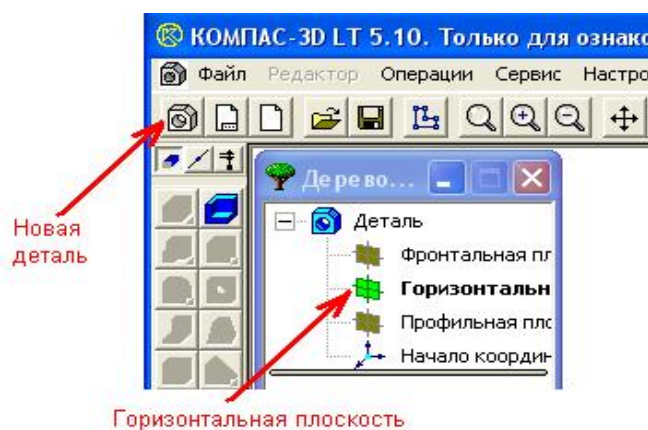 КОМПАС-3D LT 5.10. Только для ознако
Файл Редактор Операции Сервис Настро
Дерево...
Деталь
Фронтальная пл
Горизонтальн
Профильная пло
Начало координ
Новая
деталь
Горизонтальная плоскость